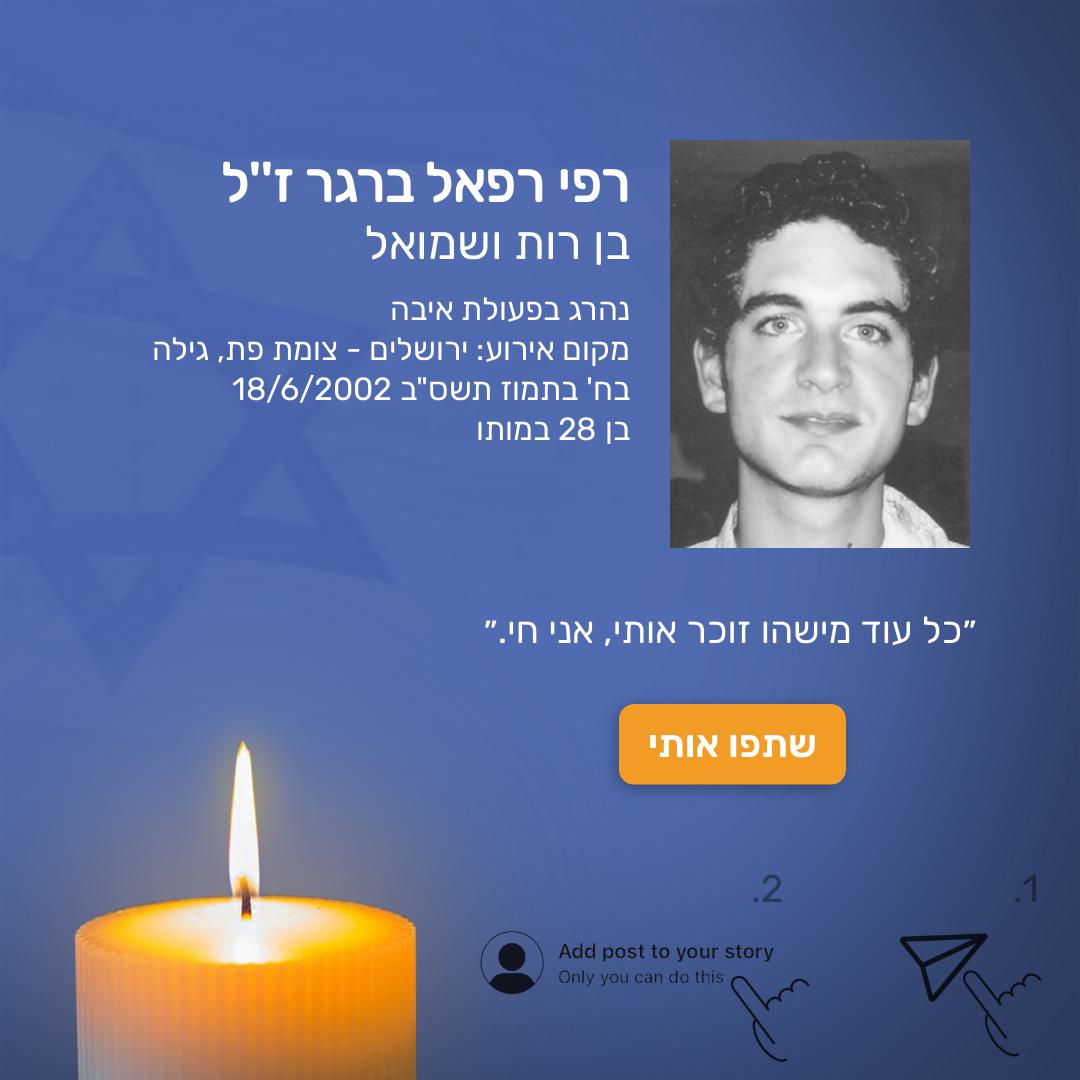 רפי רפאל ברגר ז"ל
בן רות ושמואל
נהרג בפעולת איבה
מקום אירוע: ירושלים - צומת פת, גילה
בח' בתמוז תשס"ב 18/6/2002
בן 28 במותו
״כל עוד מישהו זוכר אותי, אני חי.״
שתפו אותי
1.
2.
Add post to your story
Only you can do this